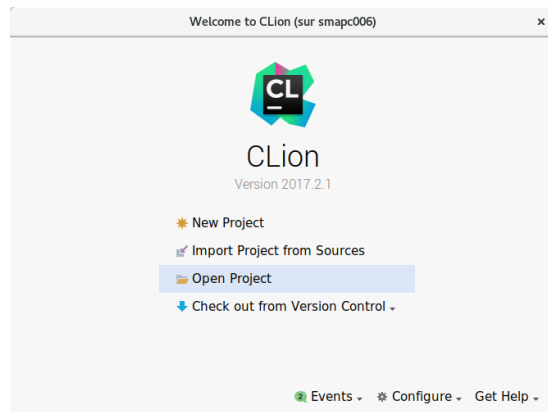 Welcome to CLion (sur smapc006)
CL
CLion
Version 2017.2.1
New Project
Import Project from Sources
Open Project
Check out from Version Control
2 Events Configure Get Help